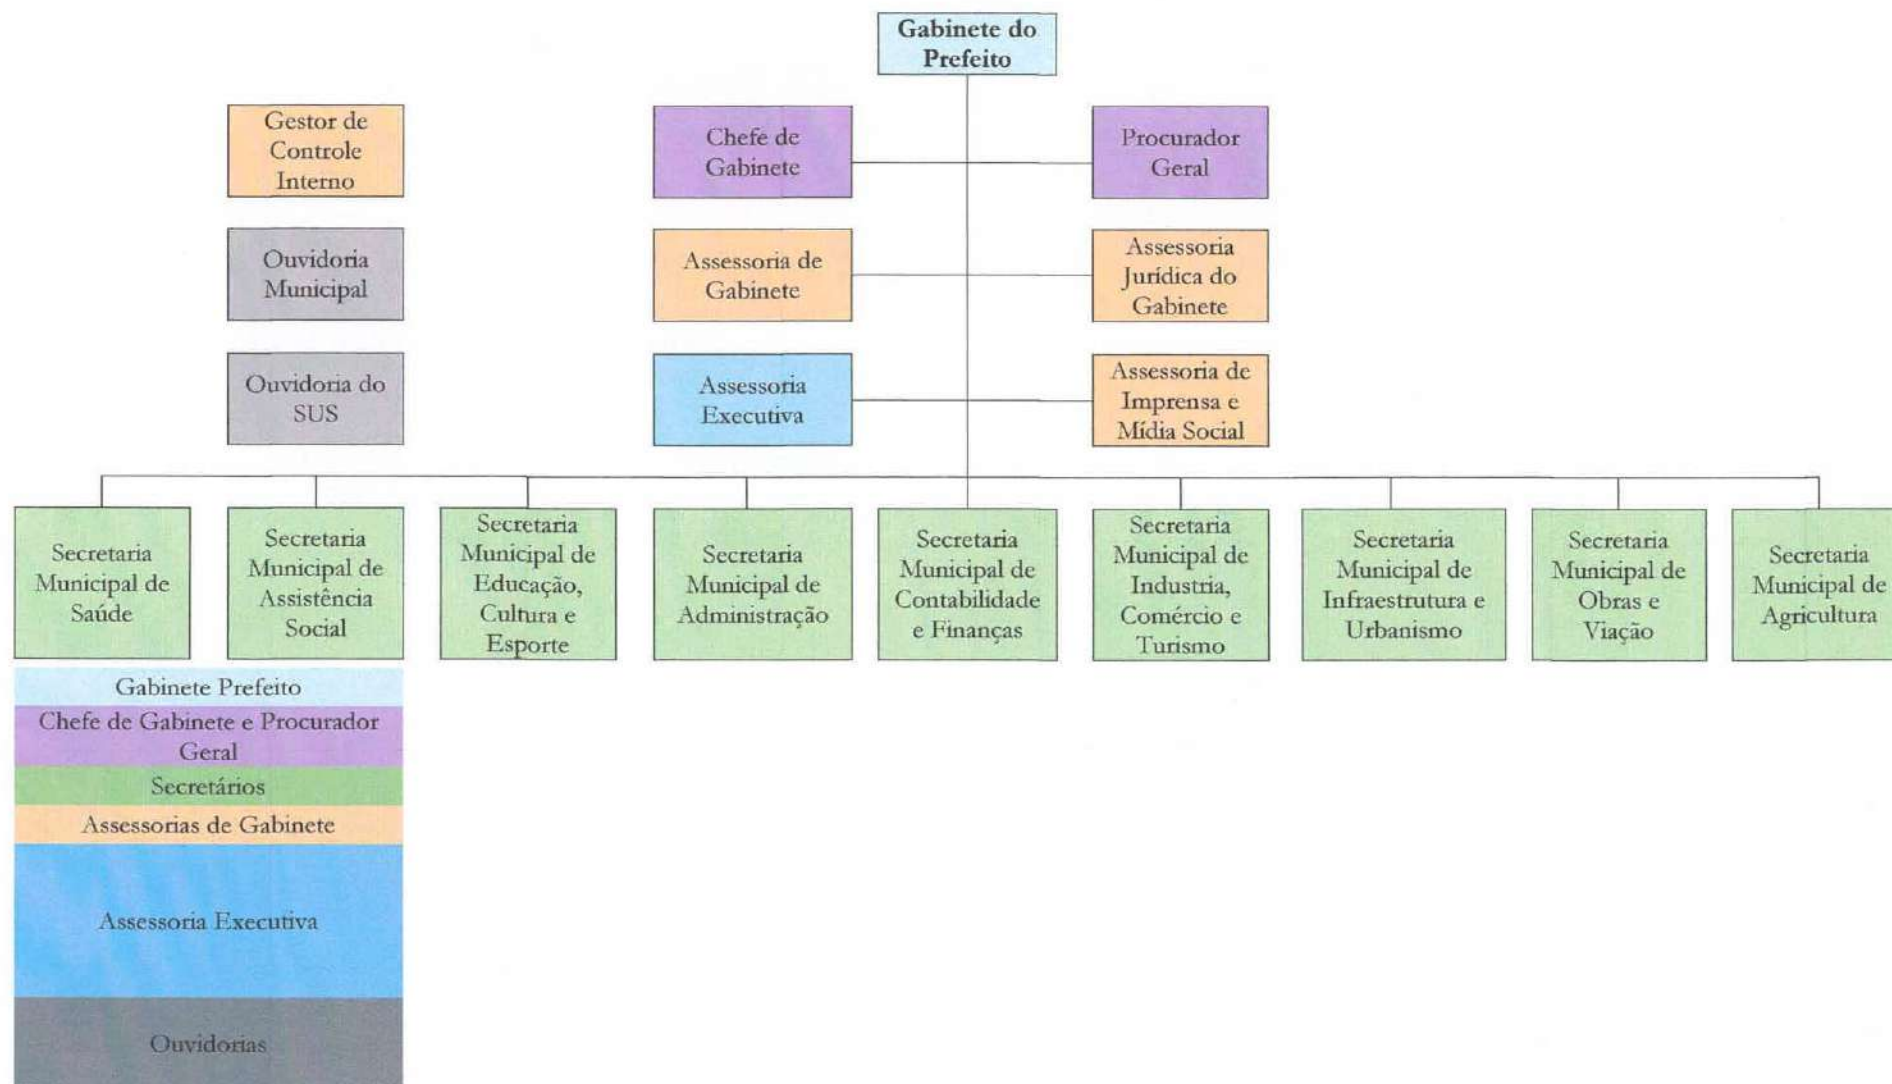 Gabinete do
Prefeito
Gestor de
Controle
Interno
Chefe de
Gabinete
Procurador
Geral
Ouvidoria
Municipal
Assessoria de
Gabinete
Assessoria
Jurídica do
Gabinete
Ouvidoria do
SUS
Assessoria
Executiva
Assessoria de
Imprensa e
Mídia Social
Secretaria
Municipal de
Saúde
Secretaria
Municipal de
Assistência
Social
Secretaria
Municipal de
Educação,
Cultura e
Esporte
Secretaria
Municipal de
Administração
Secretaria
Municipal de
Contabilidade
e Finanças
Secretaria
Municipal de
Industria,
Comércio e
Turismo
Secretaria
Municipal de
Infraestrutura e
Urbanismo
Secretaria
Municipal de
Obras e
Viação
Secretaria
Municipal de
Agricultura
Gabinete Prefeito
Chefe de Gabinete e Procurador
Geral
Secretários
Assessorias de Gabinete
Assessoria Executiva
Ouvidorias